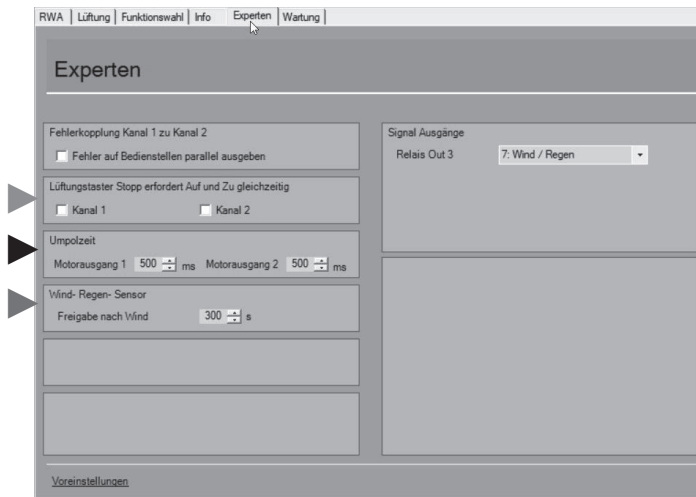 RWA Lüftung Funktionswahl Info Experten Wartung
Experten
Fehlerkopplung Kanal 1 zu Kanal 2
Fehler auf Bedienstellen parallel ausgeben
Lüftungstaster Stopp erfordert Auf und Zu gleichzeitig
Kanal 1 Kanal 2
Umpolzeit
Motorausgang 1 500 ms Motorausgang 2 500 ms
Wind- Regen- Sensor
Freigabe nach Wind 300 s
Signal Ausgänge
Relais Out 3 7: Wind / Regen
Voreinstellungen